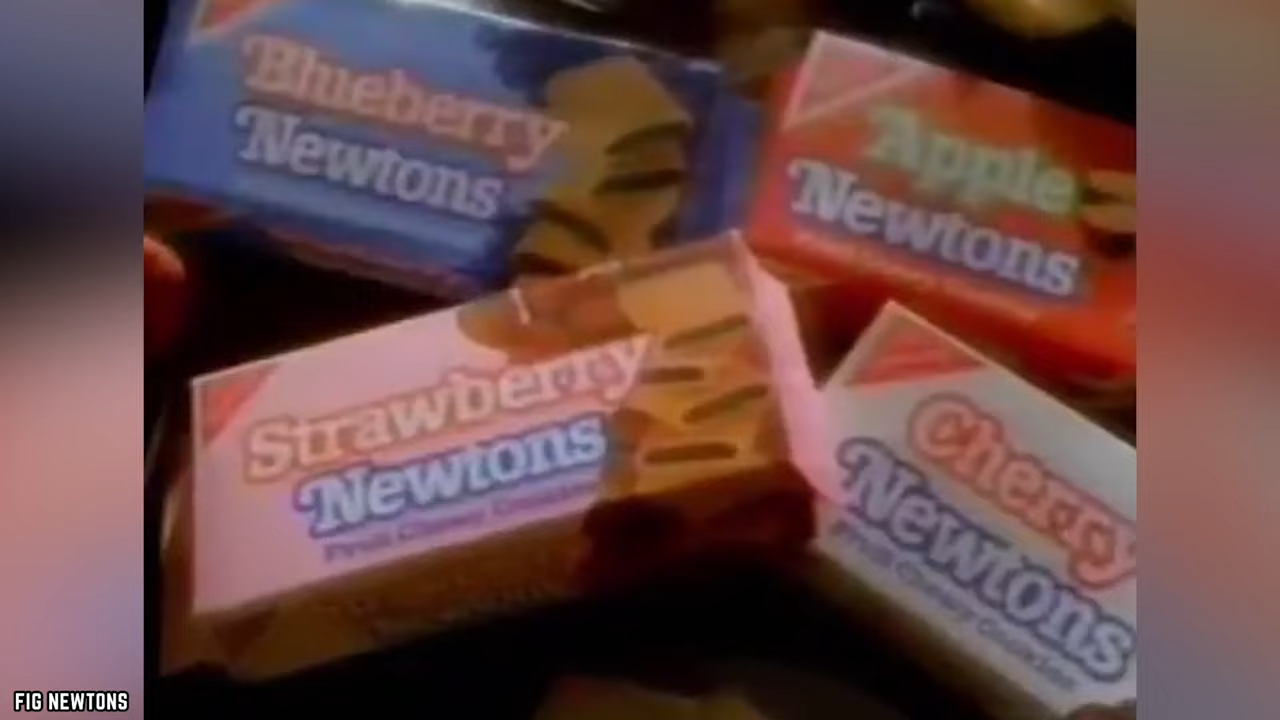 Blueberry
Newtons
Apple
Newtons
Strawberry
Newtons
Fruit Chewy Cookies
Cherry
Newtons
Fruit Chewy Cookies
FIG NEWTONS